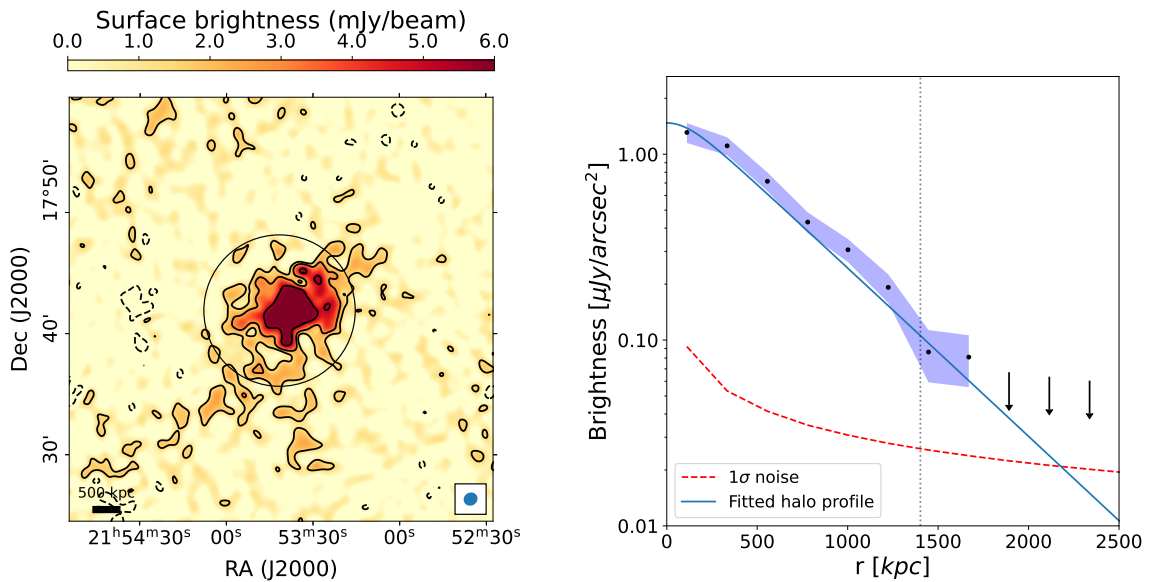 Surface brightness (mJy/beam)
0.0 1.0 2.0 3.0 4.0 5.0 6.0
Dec (J2000)
17°50'
40'
30'
500 kpc
21ʰ54ᵐ30ˢ 00ˢ 53ᵐ30ˢ 00ˢ 52ᵐ30ˢ
RA (J2000)
Brightness [μJy/arcsec²]
1.00
0.10
0.01
1σ noise
Fitted halo profile
0 500 1000 1500 2000 2500
r [kpc]